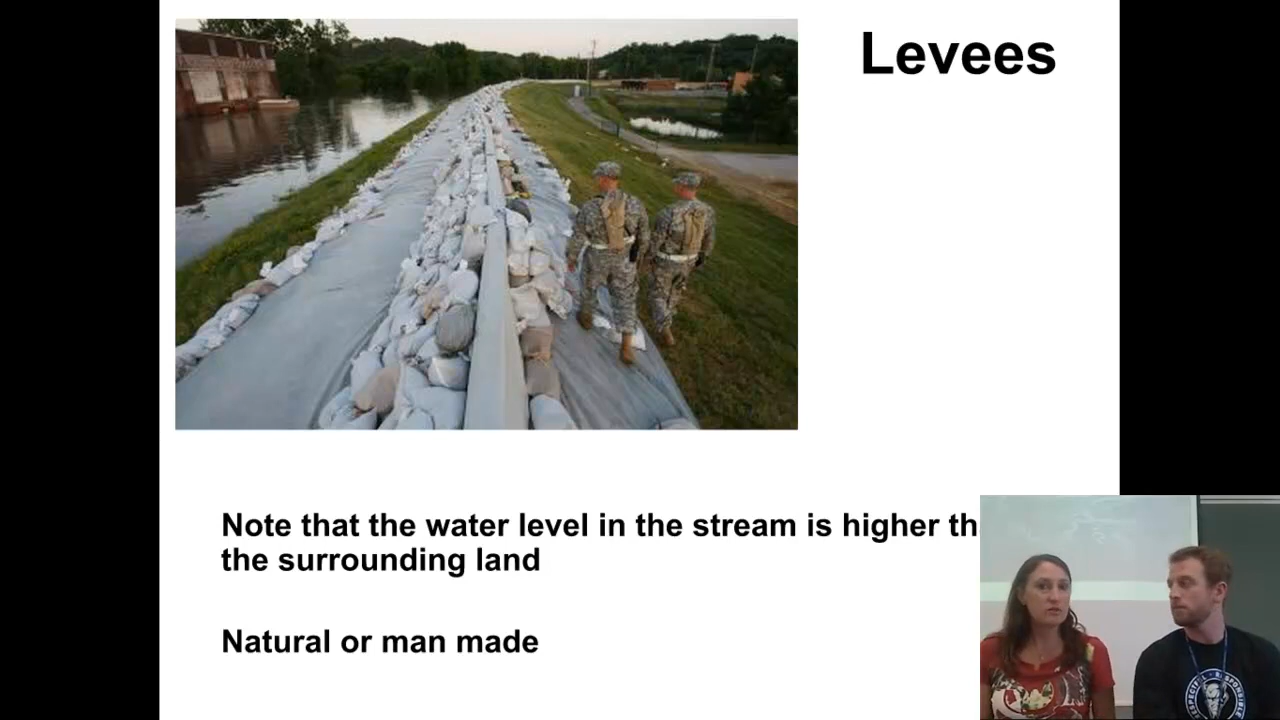 Levees
Note that the water level in the stream is higher th
the surrounding land
Natural or man made